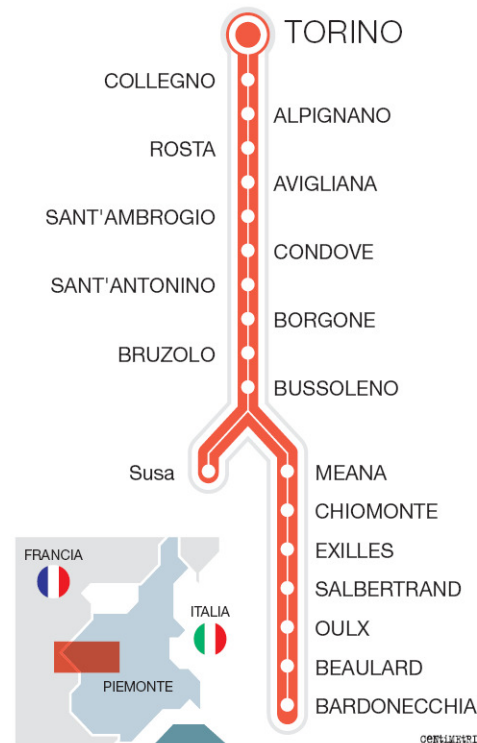 TORINO
COLLEGNO
ALPIGNANO
ROSTA
AVIGLIANA
SANT'AMBROGIO
CONDOVE
SANT'ANTONINO
BORGONE
BRUZOLO
BUSSOLENO
Susa
MEANA
CHIOMONTE
EXILLES
SALBERTRAND
OULX
BEAULARD
BARDONECCHIA
FRANCIA
ITALIA
PIEMONTE
CENTIMETRI